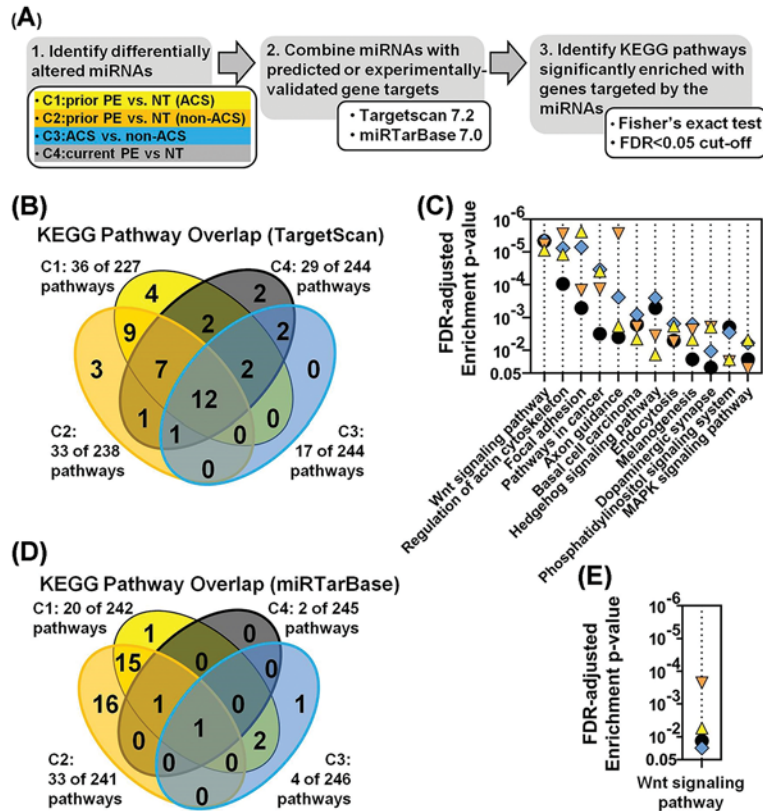 (A)
1. Identify differentially
altered miRNAs
• C1:prior PE vs. NT (ACS)
• C2:prior PE vs. NT (non-ACS)
• C3:ACS vs. non-ACS
• C4:current PE vs NT
2. Combine miRNAs with
predicted or experimentally-
validated gene targets
• Targetscan 7.2
• miRTarBase 7.0
3. Identify KEGG pathways
significantly enriched with
genes targeted by the
miRNAs
• Fisher's exact test
• FDR<0.05 cut-off
(B)
KEGG Pathway Overlap (TargetScan)
C1: 36 of 227
pathways
C4: 29 of 244
pathways
4
2
9
2
2
3
7
2
0
12
1
1
0
0
0
C2:
33 of 238
pathways
C3:
17 of 244
pathways
(C)
FDR-adjusted
Enrichment p-value
10-6
10-5
10-4
10-3
10-2
0.05
Wnt signaling pathway
Regulation of actin cytoskeleton
Focal adhesion
Pathways in cancer
Axon guidance
Basal cell carcinoma
Hedgehog signaling pathway
Endocytosis
Melanogenesis
Dopaminergic synapse
Phosphatidylinositol signaling system
MAPK signaling pathway
(D)
KEGG Pathway Overlap (miRTarBase)
C1: 20 of 242
pathways
C4: 2 of 245
pathways
1
0
15
0
0
16
1
0
1
1
0
2
0
0
0
C2:
33 of 241
pathways
C3:
4 of 246
pathways
(E)
FDR-adjusted
Enrichment p-value
10-6
10-5
10-4
10-3
10-2
0.05
Wnt signaling
pathway